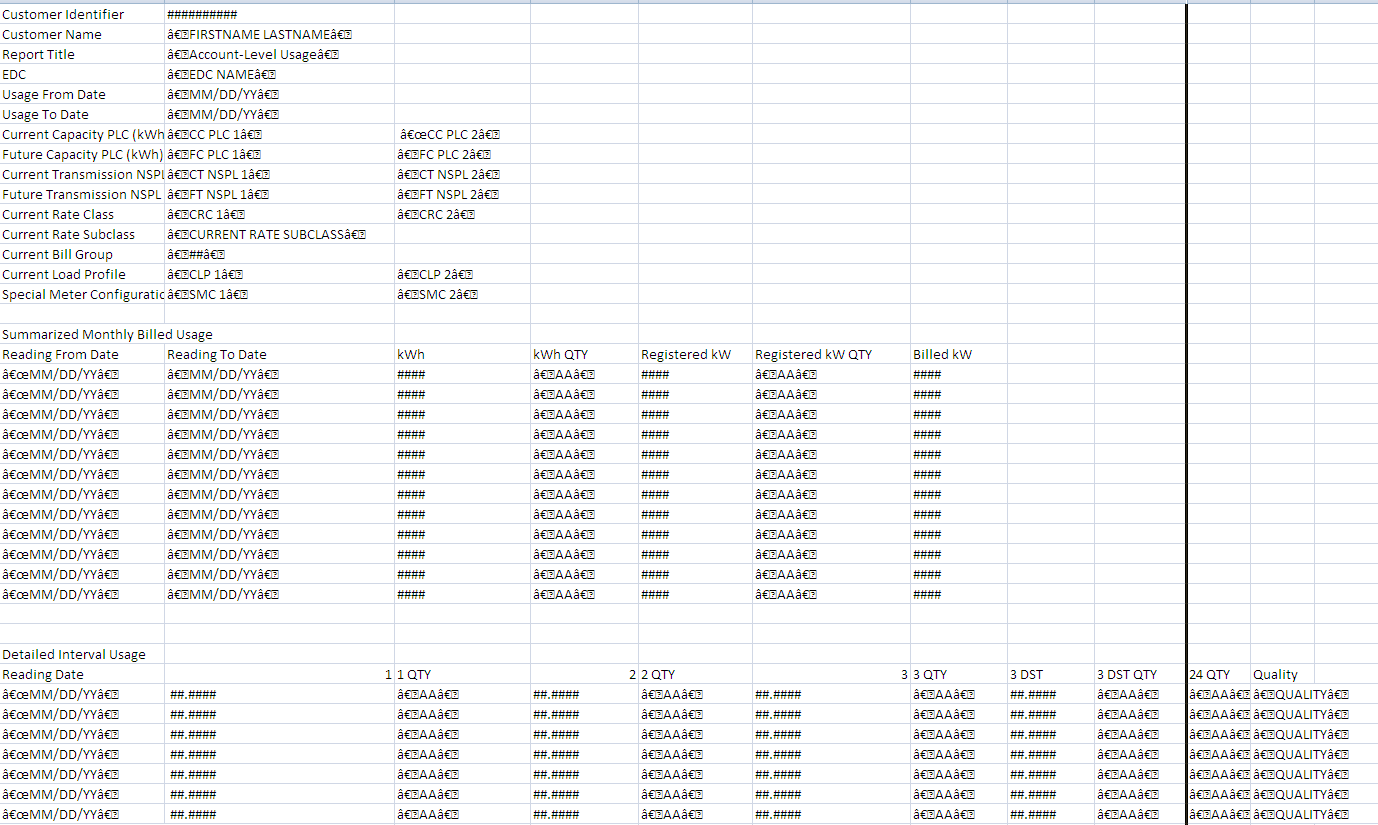 Customer Identifier ##########
Customer Name â€œFIRSTNAME LASTNAMEâ€
Report Title â€Account-Level Usageâ€
EDC â€EDC NAMEâ€
Usage From Date â€MM/DD/YYâ€
Usage To Date â€MM/DD/YYâ€
Current Capacity PLC (kWh â€CC PLC 1â€ â€œCC PLC 2â€
Future Capacity PLC (kWh) â€FC PLC 1â€ â€FC PLC 2â€
Current Transmission NSPL â€CT NSPL 1â€ â€CT NSPL 2â€
Future Transmission NSPL â€FT NSPL 1â€ â€FT NSPL 2â€
Current Rate Class â€CRC 1â€ â€CRC 2â€
Current Rate Subclass â€CURRENT RATE SUBCLASSâ€
Current Bill Group â€##â€
Current Load Profile â€CLP 1â€ â€CLP 2â€
Special Meter Configuratic â€SMC 1â€ â€SMC 2â€
Summarized Monthly Billed Usage
Reading From Date Reading To Date kWh kWh QTY Registered kW Registered kW QTY Billed kW
â€œMM/DD/YYâ€ â€MM/DD/YYâ€ #### â€AAâ€ #### â€AAâ€ ####
â€œMM/DD/YYâ€ â€MM/DD/YYâ€ #### â€AAâ€ #### â€AAâ€ ####
â€œMM/DD/YYâ€ â€MM/DD/YYâ€ #### â€AAâ€ #### â€AAâ€ ####
â€œMM/DD/YYâ€ â€MM/DD/YYâ€ #### â€AAâ€ #### â€AAâ€ ####
â€œMM/DD/YYâ€ â€MM/DD/YYâ€ #### â€AAâ€ #### â€AAâ€ ####
â€œMM/DD/YYâ€ â€MM/DD/YYâ€ #### â€AAâ€ #### â€AAâ€ ####
â€œMM/DD/YYâ€ â€MM/DD/YYâ€ #### â€AAâ€ #### â€AAâ€ ####
â€œMM/DD/YYâ€ â€MM/DD/YYâ€ #### â€AAâ€ #### â€AAâ€ ####
â€œMM/DD/YYâ€ â€MM/DD/YYâ€ #### â€AAâ€ #### â€AAâ€ ####
â€œMM/DD/YYâ€ â€MM/DD/YYâ€ #### â€AAâ€ #### â€AAâ€ ####
â€œMM/DD/YYâ€ â€MM/DD/YYâ€ #### â€AAâ€ #### â€AAâ€ ####
â€œMM/DD/YYâ€ â€MM/DD/YYâ€ #### â€AAâ€ #### â€AAâ€ ####
Detailed Interval Usage
Reading Date 1 1 QTY 2 2 QTY 3 3 QTY 3 DST 3 DST QTY 24 QTY Quality
â€œMM/DD/YYâ€ ##.#### â€AAâ€ ##.#### â€AAâ€ ##.#### â€AAâ€ ##.#### â€AAâ€ â€AAâ€ â€QUALITYâ€
â€œMM/DD/YYâ€ ##.#### â€AAâ€ ##.#### â€AAâ€ ##.#### â€AAâ€ ##.#### â€AAâ€ â€AAâ€ â€QUALITYâ€
â€œMM/DD/YYâ€ ##.#### â€AAâ€ ##.#### â€AAâ€ ##.#### â€AAâ€ ##.#### â€AAâ€ â€AAâ€ â€QUALITYâ€
â€œMM/DD/YYâ€ ##.#### â€AAâ€ ##.#### â€AAâ€ ##.#### â€AAâ€ ##.#### â€AAâ€ â€AAâ€ â€QUALITYâ€
â€œMM/DD/YYâ€ ##.#### â€AAâ€ ##.#### â€AAâ€ ##.#### â€AAâ€ ##.#### â€AAâ€ â€AAâ€ â€QUALITYâ€
â€œMM/DD/YYâ€ ##.#### â€AAâ€ ##.#### â€AAâ€ ##.#### â€AAâ€ ##.#### â€AAâ€ â€AAâ€ â€QUALITYâ€
â€œMM/DD/YYâ€ ##.#### â€AAâ€ ##.#### â€AAâ€ ##.#### â€AAâ€ ##.#### â€AAâ€ â€AAâ€ â€QUALITYâ€